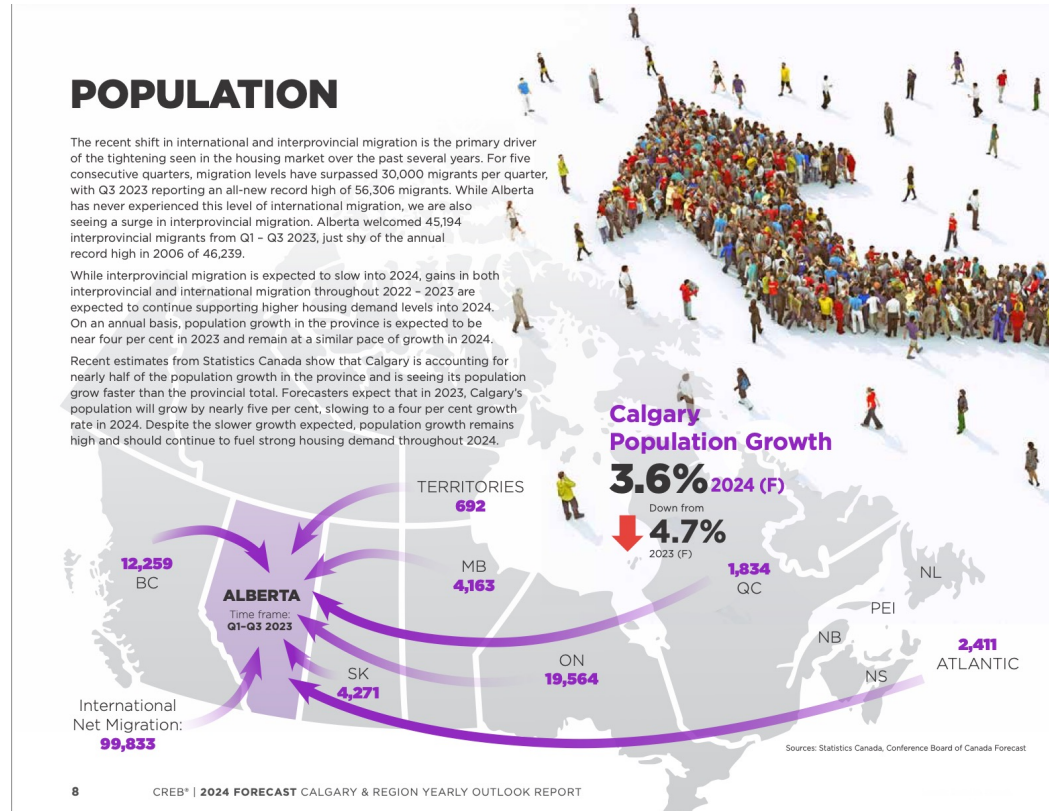 POPULATION
The recent shift in international and interprovincial migration is the primary driver
of the tightening seen in the housing market over the past several years. For five
consecutive quarters, migration levels have surpassed 30,000 migrants per quarter,
with Q3 2023 reporting an all-new record high of 56,306 migrants. While Alberta
has never experienced this level of international migration, we are also
seeing a surge in interprovincial migration. Alberta welcomed 45,194
interprovincial migrants from Q1 – Q3 2023, just shy of the annual
record high in 2006 of 46,239.
While interprovincial migration is expected to slow into 2024, gains in both
interprovincial and international migration throughout 2022 – 2023 are
expected to continue supporting higher housing demand levels into 2024.
On an annual basis, population growth in the province is expected to be
near four per cent in 2023 and remain at a similar pace of growth in 2024.
Recent estimates from Statistics Canada show that Calgary is accounting for
nearly half of the population growth in the province and is seeing its population
grow faster than the provincial total. Forecasters expect that in 2023, Calgary's
population will grow by nearly five per cent, slowing to a four per cent growth
rate in 2024. Despite the slower growth expected, population growth remains
high and should continue to fuel strong housing demand throughout 2024.
Calgary
Population Growth
3.6% 2024 (F)
Down from
4.7%
2023 (F)
TERRITORIES
692
12,259
BC
MB
4,163
ALBERTA
Time frame:
Q1–Q3 2023
1,834
QC
NL
PEI
NB
NS
2,411
ATLANTIC
SK
4,271
ON
19,564
International
Net Migration:
99,833
Sources: Statistics Canada, Conference Board of Canada Forecast
8 CREB® | 2024 FORECAST CALGARY & REGION YEARLY OUTLOOK REPORT